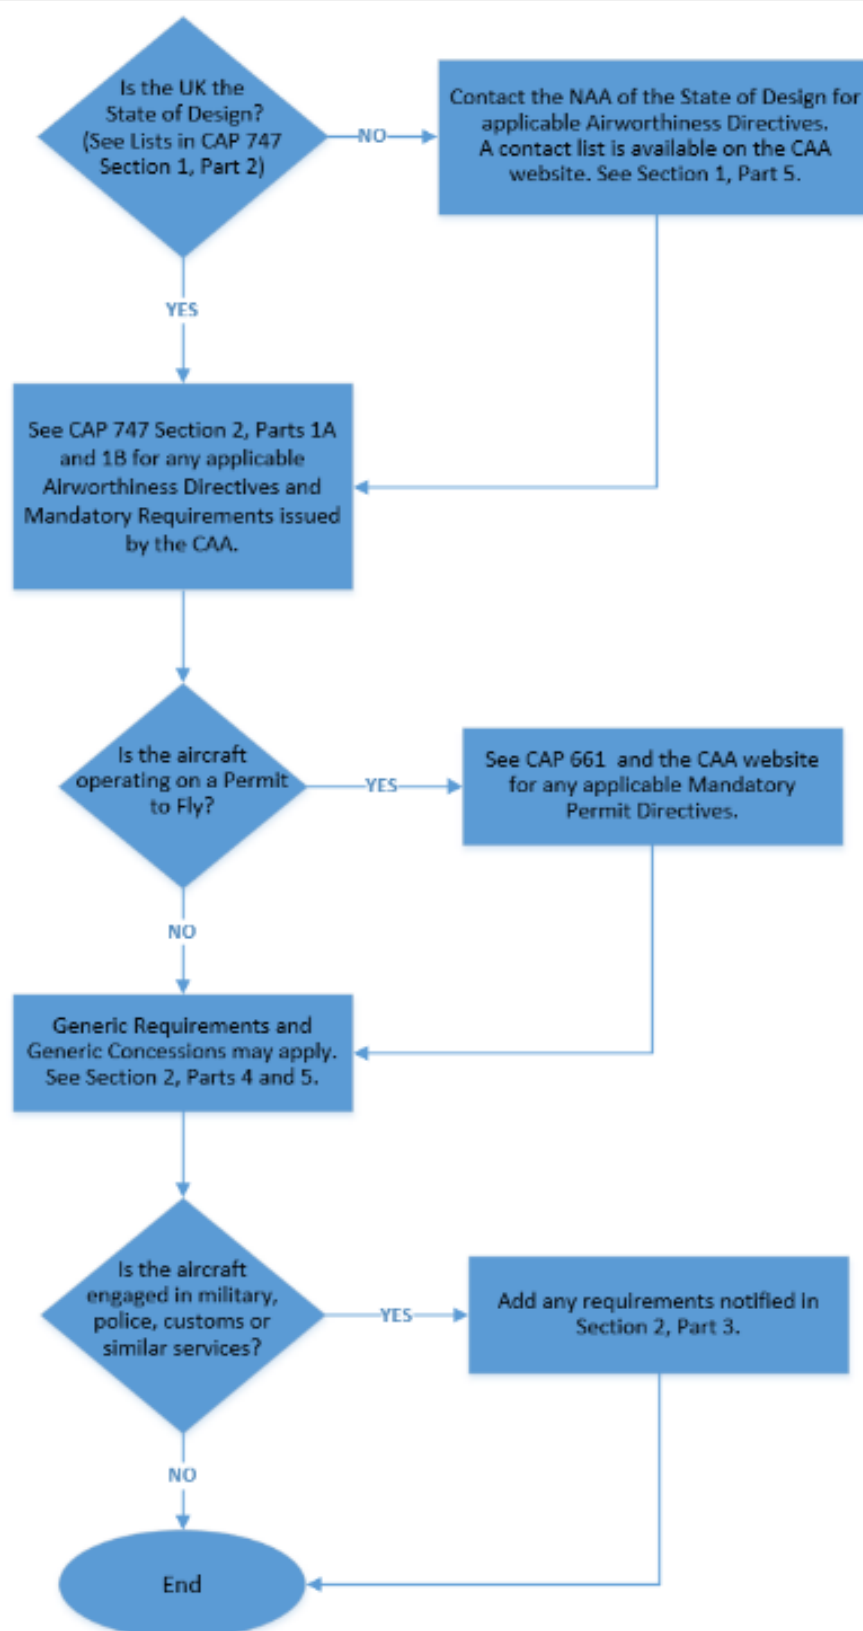 Is the UK the
State of Design?
(See Lists in CAP 747
Section 1, Part 2)
NO
Contact the NAA of the State of Design for
applicable Airworthiness Directives.
A contact list is available on the CAA
website. See Section 1, Part 5.
YES
See CAP 747 Section 2, Parts 1A
and 1B for any applicable
Airworthiness Directives and
Mandatory Requirements issued
by the CAA.
Is the aircraft
operating on a Permit
to Fly?
YES
See CAP 661 and the CAA website
for any applicable Mandatory
Permit Directives.
NO
Generic Requirements and
Generic Concessions may apply.
See Section 2, Parts 4 and 5.
Is the aircraft
engaged in military,
police, customs or
similar services?
YES
Add any requirements notified in
Section 2, Part 3.
NO
End